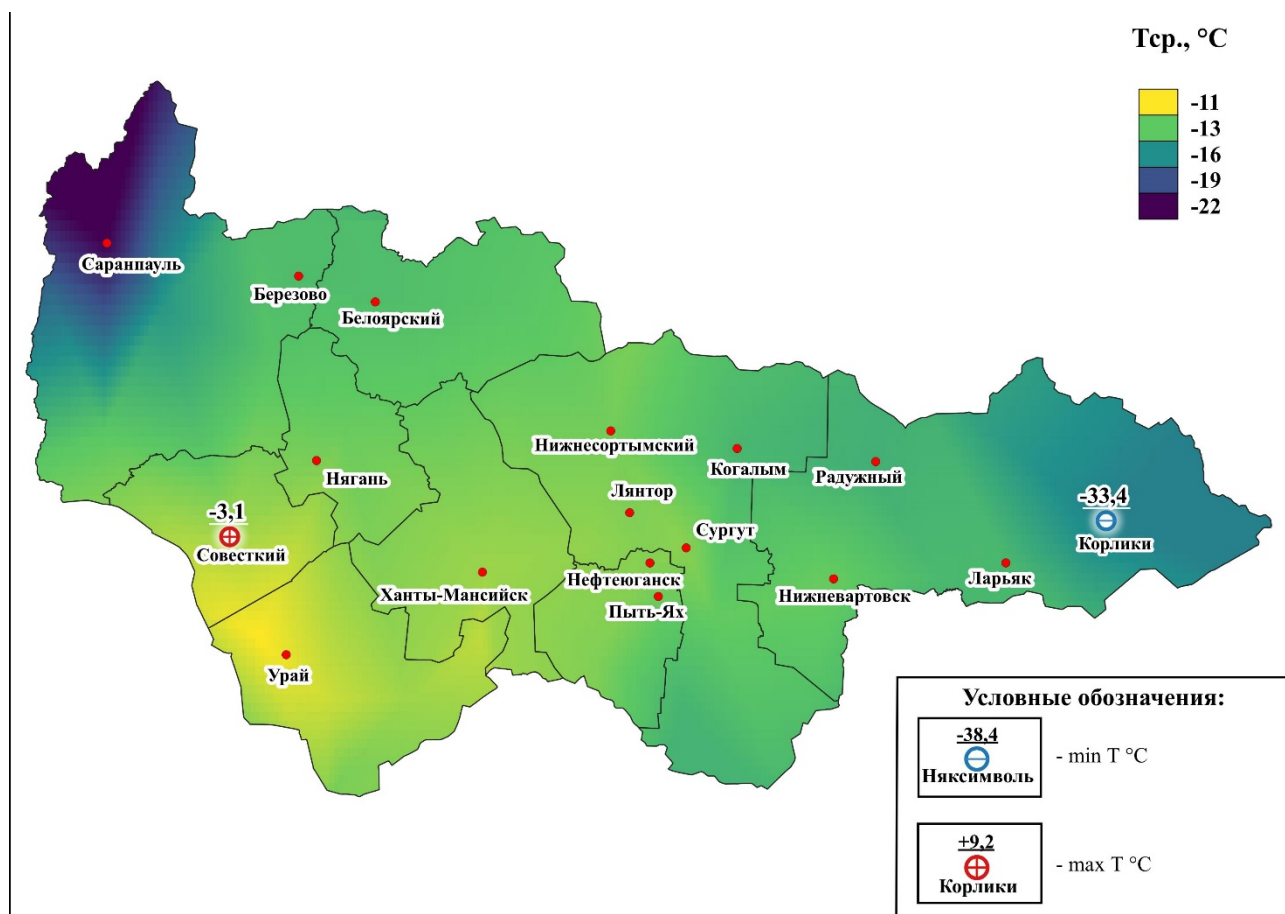 Тср., °C
-11
-13
-16
-19
-22
Саранпауль
Березово
Белоярский
Нижнесортымский
Когалым
Радужный
Нягань
-3,1
Совесткий
Лянтор
Сургут
-33,4
Корлики
Нефтеюганск
Пыть-Ях
Ханты-Мансийск
Нижневартовск
Ларьяк
Урай
Условные обозначения:
-38,4
Няксимволь
- min T °C
+9,2
Корлики
- max T °C